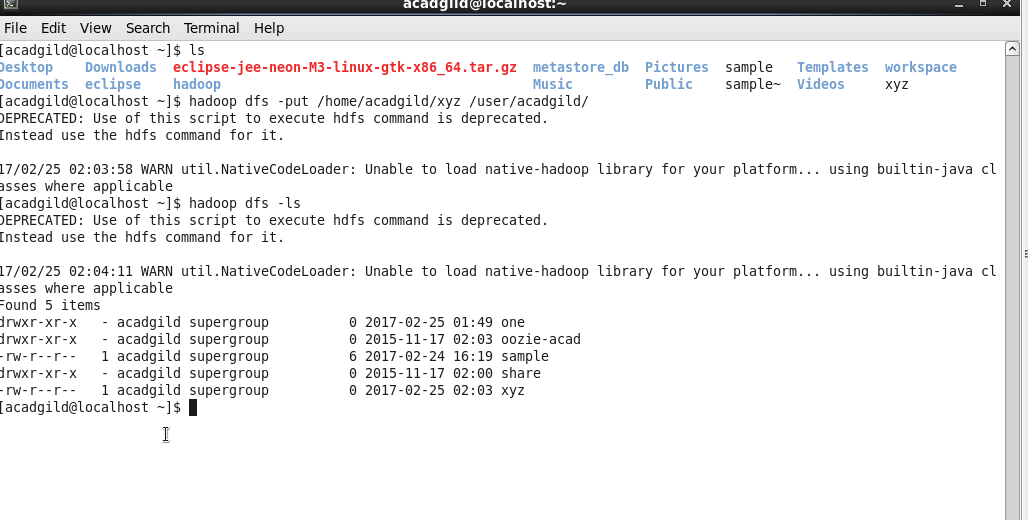 acadgild@localhost:~
File Edit View Search Terminal Help
[acadgild@localhost ~]$ ls
Desktop Downloads eclipse-jee-neon-M3-linux-gtk-x86_64.tar.gz metastore_db Pictures sample Templates workspace
Documents eclipse hadoop Music Public sample~ Videos xyz
[acadgild@localhost ~]$ hadoop dfs -put /home/acadgild/xyz /user/acadgild/
DEPRECATED: Use of this script to execute hdfs command is deprecated.
Instead use the hdfs command for it.
17/02/25 02:03:58 WARN util.NativeCodeLoader: Unable to load native-hadoop library for your platform... using builtin-java cl
asses where applicable
[acadgild@localhost ~]$ hadoop dfs -ls
DEPRECATED: Use of this script to execute hdfs command is deprecated.
Instead use the hdfs command for it.
17/02/25 02:04:11 WARN util.NativeCodeLoader: Unable to load native-hadoop library for your platform... using builtin-java cl
asses where applicable
Found 5 items
drwxr-xr-x - acadgild supergroup 0 2017-02-25 01:49 one
drwxr-xr-x - acadgild supergroup 0 2015-11-17 02:03 oozie-acad
-rw-r--r-- 1 acadgild supergroup 6 2017-02-24 16:19 sample
drwxr-xr-x - acadgild supergroup 0 2015-11-17 02:00 share
-rw-r--r-- 1 acadgild supergroup 0 2017-02-25 02:03 xyz
[acadgild@localhost ~]$